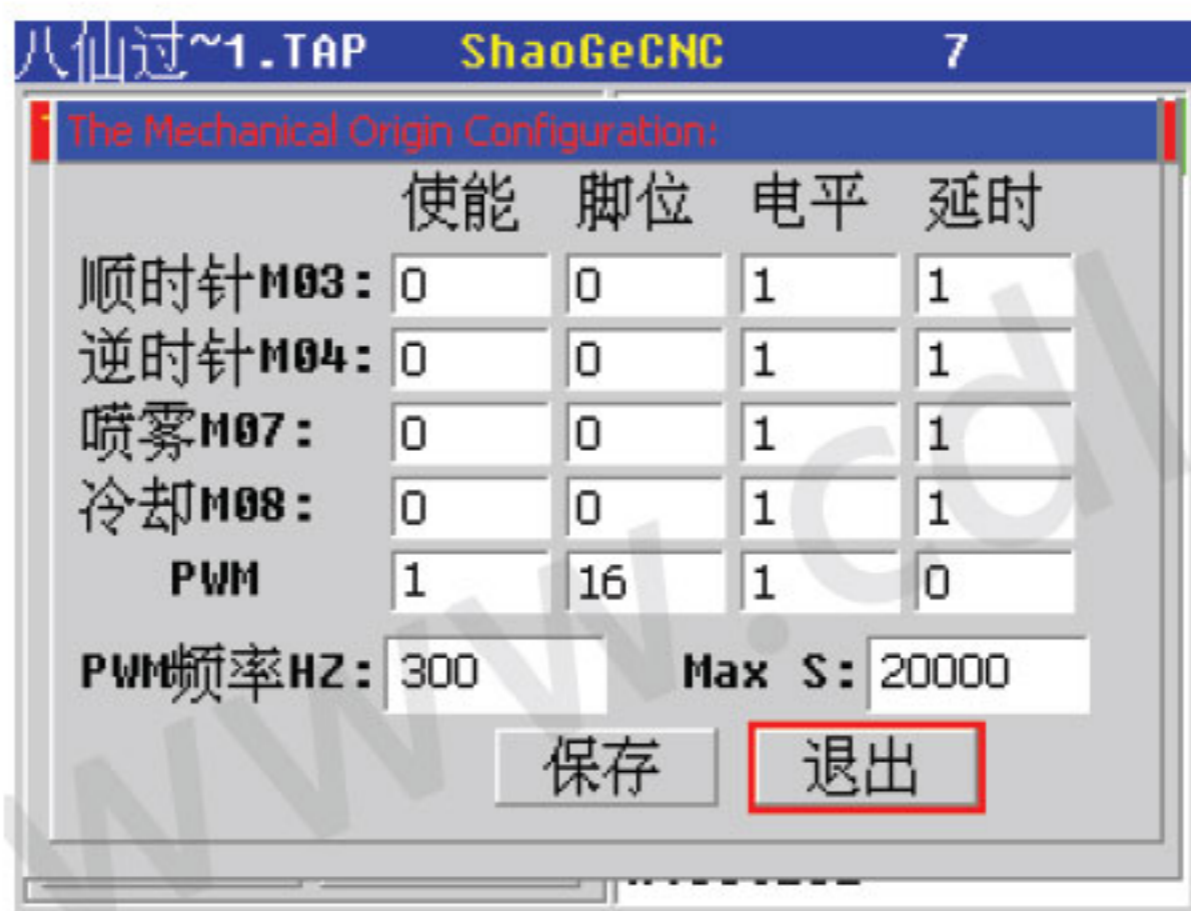 八仙过~1.TAP ShaoGeCNC 7
The Mechanical Origin Configuration:
使能 脚位 电平 延时
顺时针M03: 0 0 1 1
逆时针M04: 0 0 1 1
喷雾M07: 0 0 1 1
冷却M08: 0 0 1 1
PWM 1 16 1 0
PWM频率HZ: 300 Max S: 20000
保存 退出
www.cdl